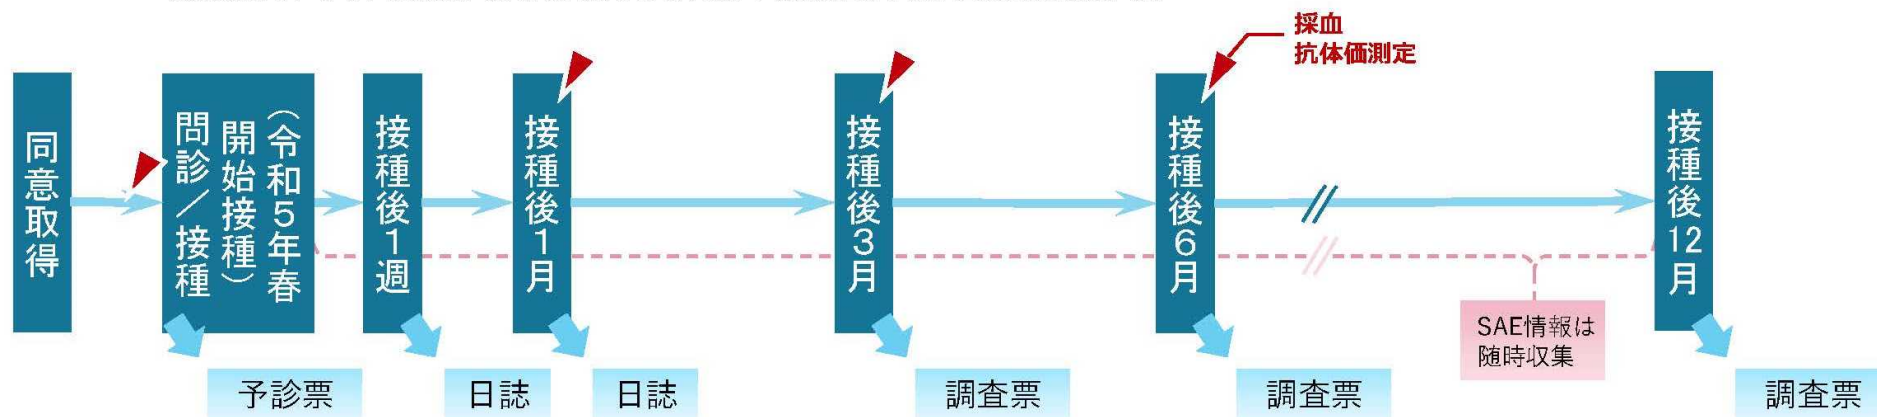 採血
抗体価測定
同意取得
問診／接種
（令和５年春
開始接種）
接種後１週
接種後１月
接種後３月
接種後６月
接種後12月
SAE情報は
随時収集
予診票
日誌
日誌
調査票
調査票
調査票